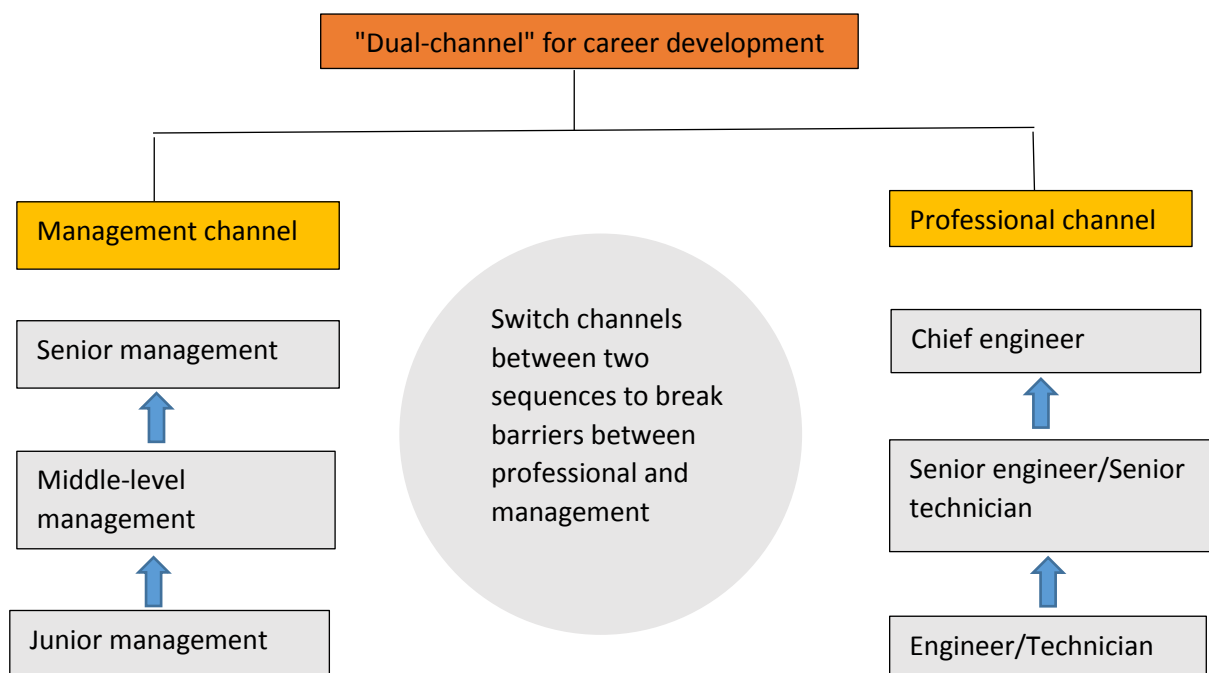 "Dual-channel" for career development
Management channel
Professional channel
Senior management
Middle-level
management
Junior management
Switch channels
between two
sequences to break
barriers between
professional and
management
Chief engineer
Senior engineer/Senior
technician
Engineer/Technician